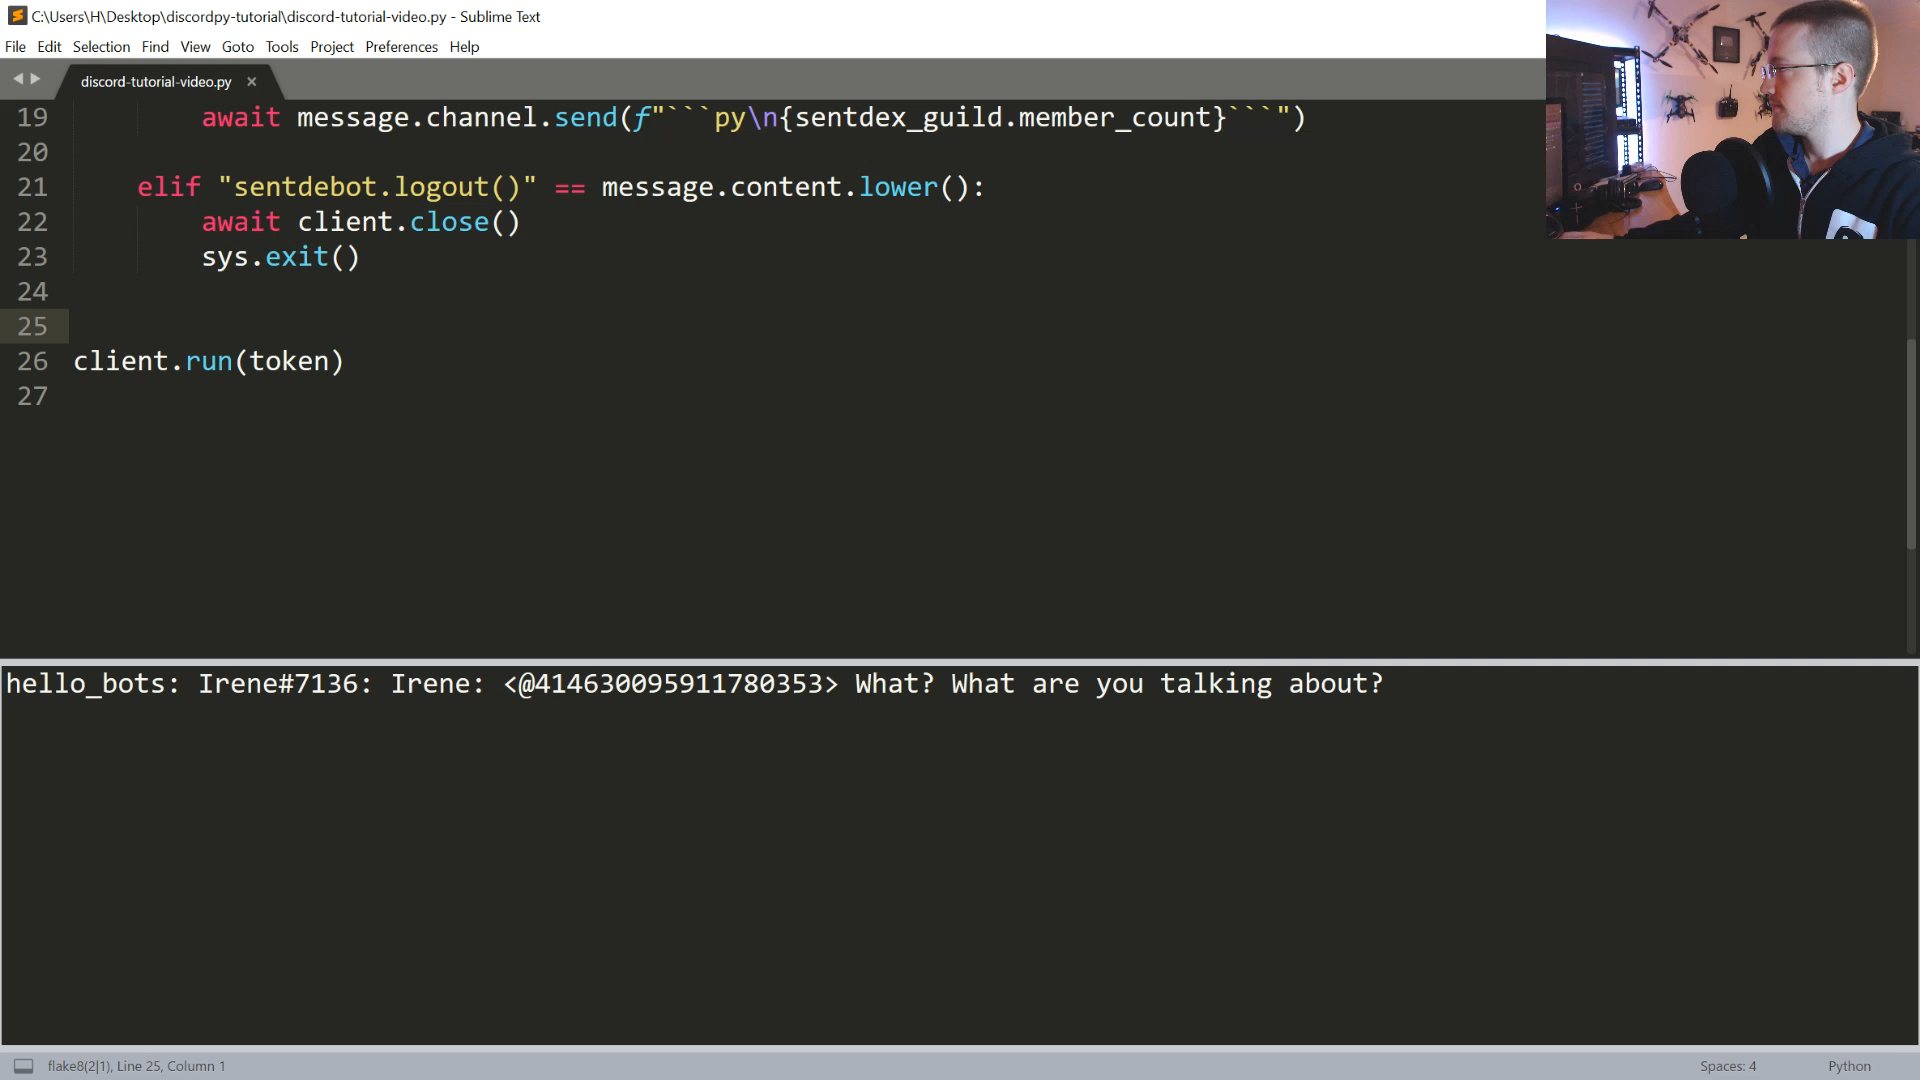 C:\Users\H\Desktop\discordpy-tutorial\discord-tutorial-video.py - Sublime Text
File Edit Selection Find View Goto Tools Project Preferences Help
discord-tutorial-video.py ×
19 await message.channel.send(f"```py\n{sentdex_guild.member_count}```")
20
21 elif "sentdebot.logout()" == message.content.lower():
22 await client.close()
23 sys.exit()
24
25
26 client.run(token)
27
hello_bots: Irene#7136: Irene: <@414630095911780353> What? What are you talking about?
flake8(2|1), Line 25, Column 1 Spaces: 4 Python